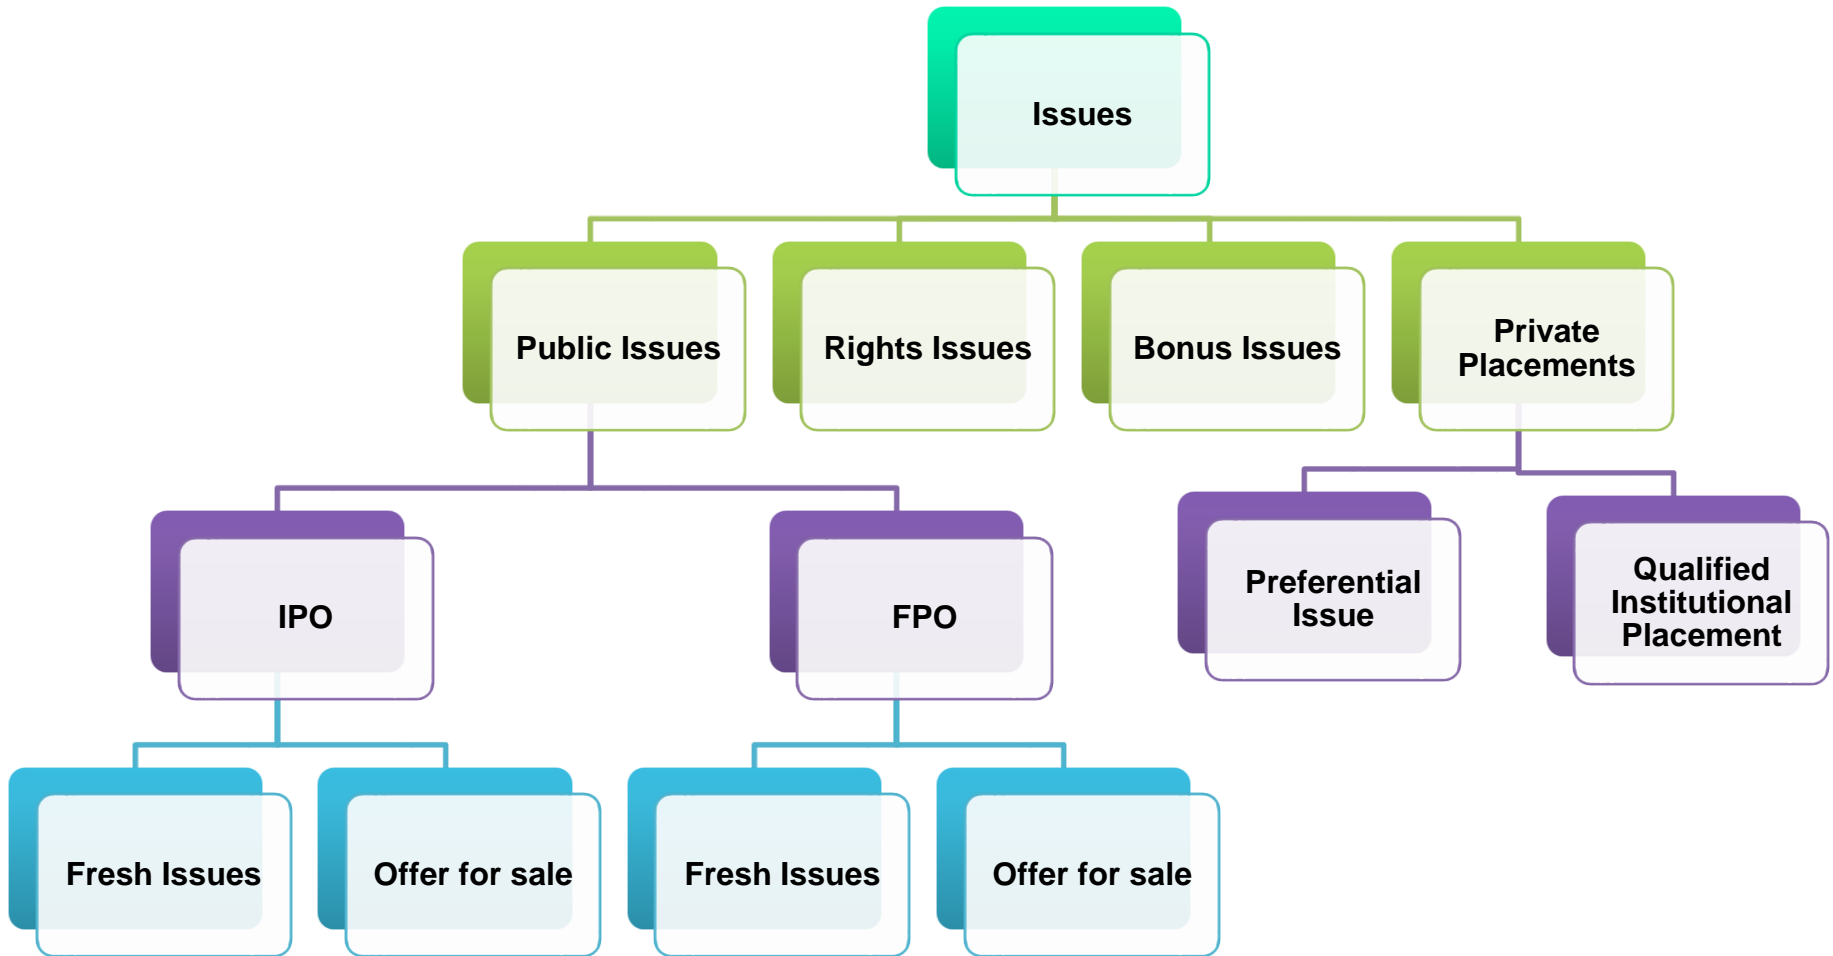 Issues
Public Issues
Rights Issues
Bonus Issues
Private
Placements
IPO
FPO
Preferential
Issue
Qualified
Institutional
Placement
Fresh Issues
Offer for sale
Fresh Issues
Offer for sale